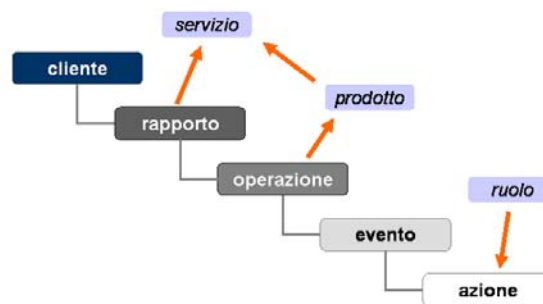 servizio
cliente
prodotto
rapporto
operazione
ruolo
evento
azione